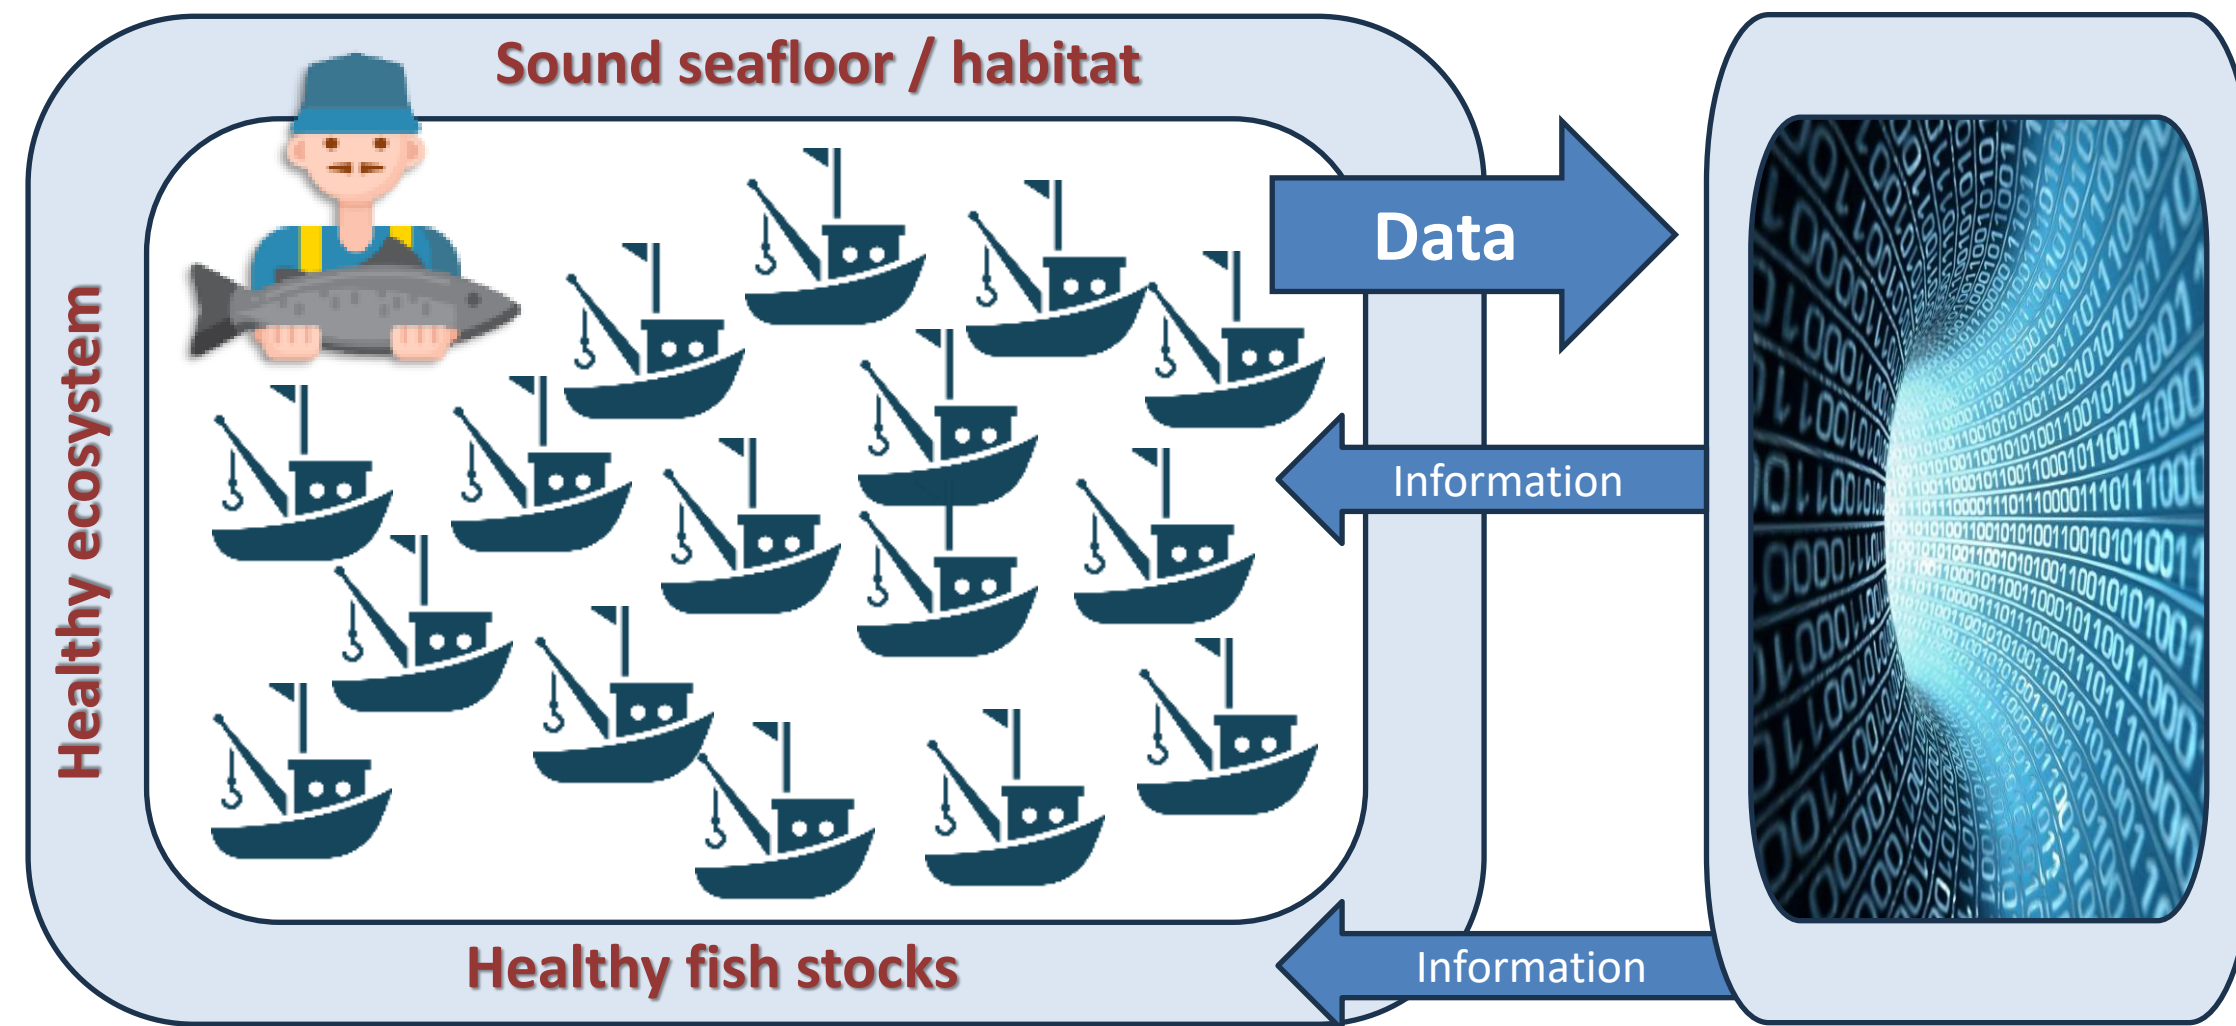 Sound seafloor / habitat
Healthy ecosystem
Data
Information
Healthy fish stocks
Information